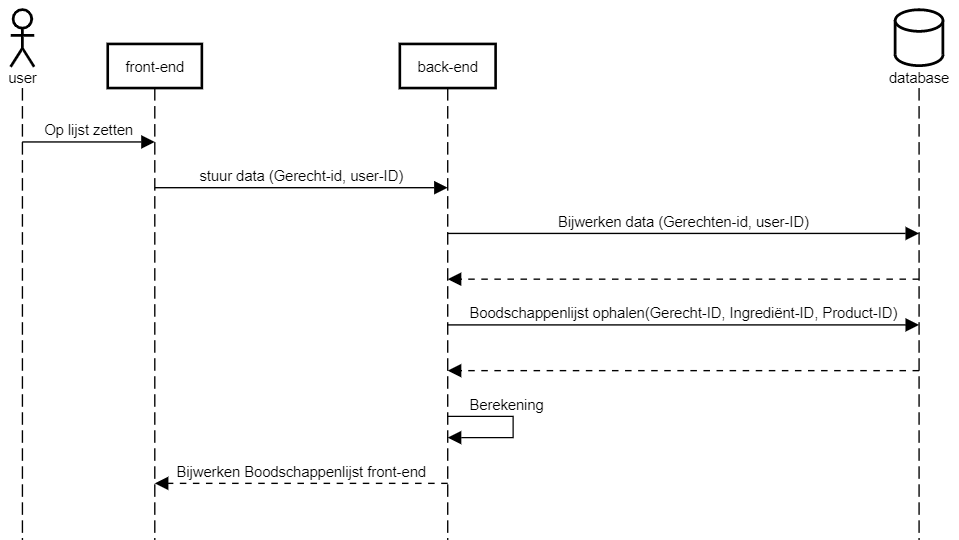 user
front-end
back-end
database
Op lijst zetten
stuur data (Gerecht-id, user-ID)
Bijwerken data (Gerechten-id, user-ID)
Boodschappenlijst ophalen(Gerecht-ID, Ingrediënt-ID, Product-ID)
Berekening
Bijwerken Boodschappenlijst front-end